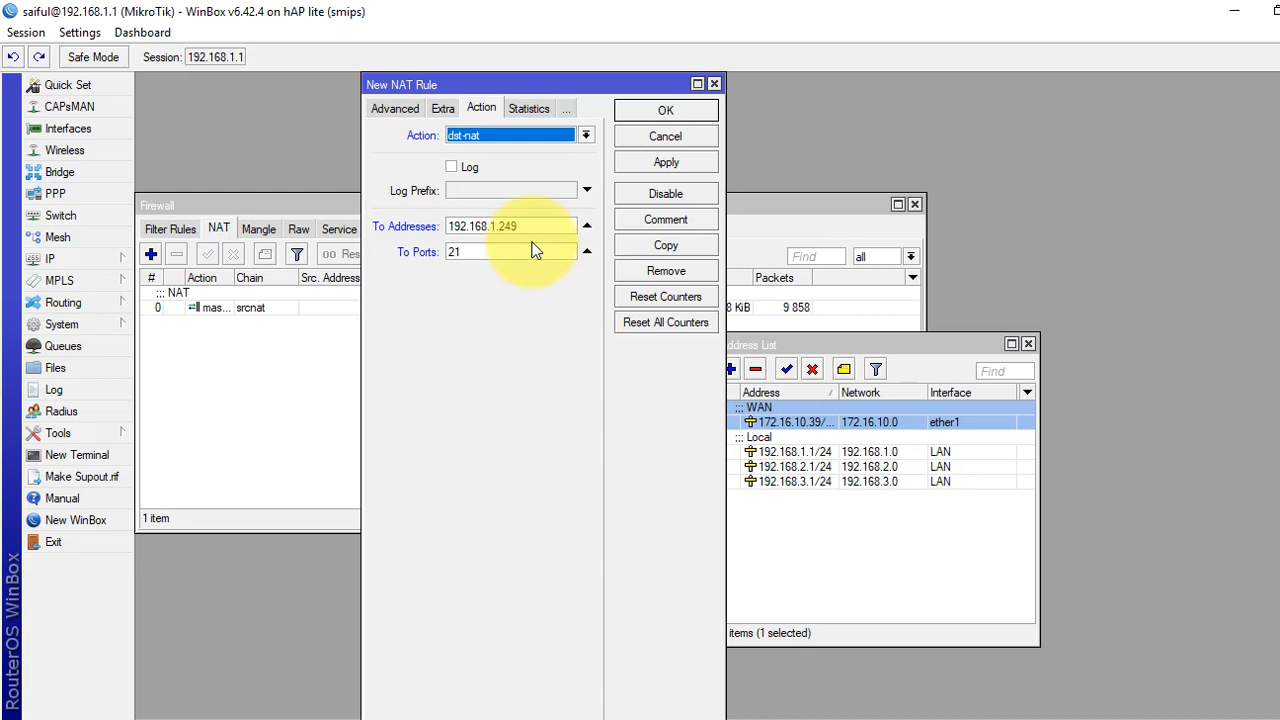 saiful@192.168.1.1 (MikroTik) - WinBox v6.42.4 on hAP lite (smips)
Session Settings Dashboard
Safe Mode Session: 192.168.1.1
Quick Set
CAPsMAN
Interfaces
Wireless
Bridge
PPP
Switch
Mesh
IP
MPLS
Routing
System
Queues
Files
Log
Radius
Tools
New Terminal
Make Supout.rif
Manual
New WinBox
Exit
RouterOS WinBox
Firewall
Filter Rules NAT Mangle Raw Service
00 Res
# Action Chain Src. Address
;;; NAT
0 mas... srcnat
1 item
New NAT Rule
Advanced Extra Action Statistics ...
Action: dst-nat
Log
Log Prefix:
To Addresses: 192.168.1.249
To Ports: 21
OK
Cancel
Apply
Disable
Comment
Copy
Remove
Reset Counters
Reset All Counters
Find all
Packets
8 KiB 9 858
ddress List
Find
Address / Network Interface
;;; WAN
172.16.10.39/... 172.16.10.0 ether1
;;; Local
192.168.1.1/24 192.168.1.0 LAN
192.168.2.1/24 192.168.2.0 LAN
192.168.3.1/24 192.168.3.0 LAN
items (1 selected)